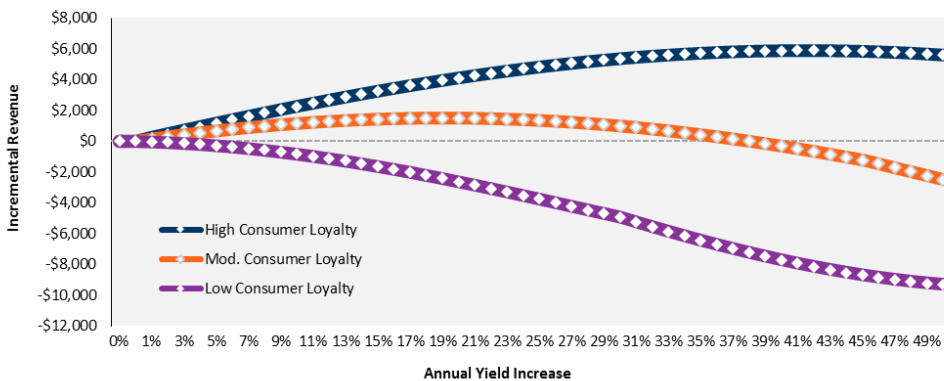 $8,000
$6,000
$4,000
$2,000
$0
-$2,000
-$4,000
-$6,000
-$8,000
-$10,000
-$12,000
Incremental Revenue
High Consumer Loyalty
Mod. Consumer Loyalty
Low Consumer Loyalty
0% 1% 3% 5% 7% 9% 11% 13% 15% 17% 19% 21% 23% 25% 27% 29% 31% 33% 35% 37% 39% 41% 43% 45% 47% 49%
Annual Yield Increase